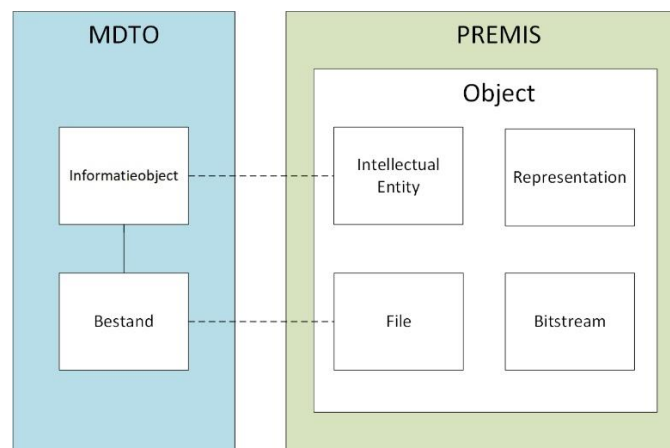 MDTO
Informatieobject
Bestand
PREMIS
Object
Intellectual
Entity
Representation
File
Bitstream